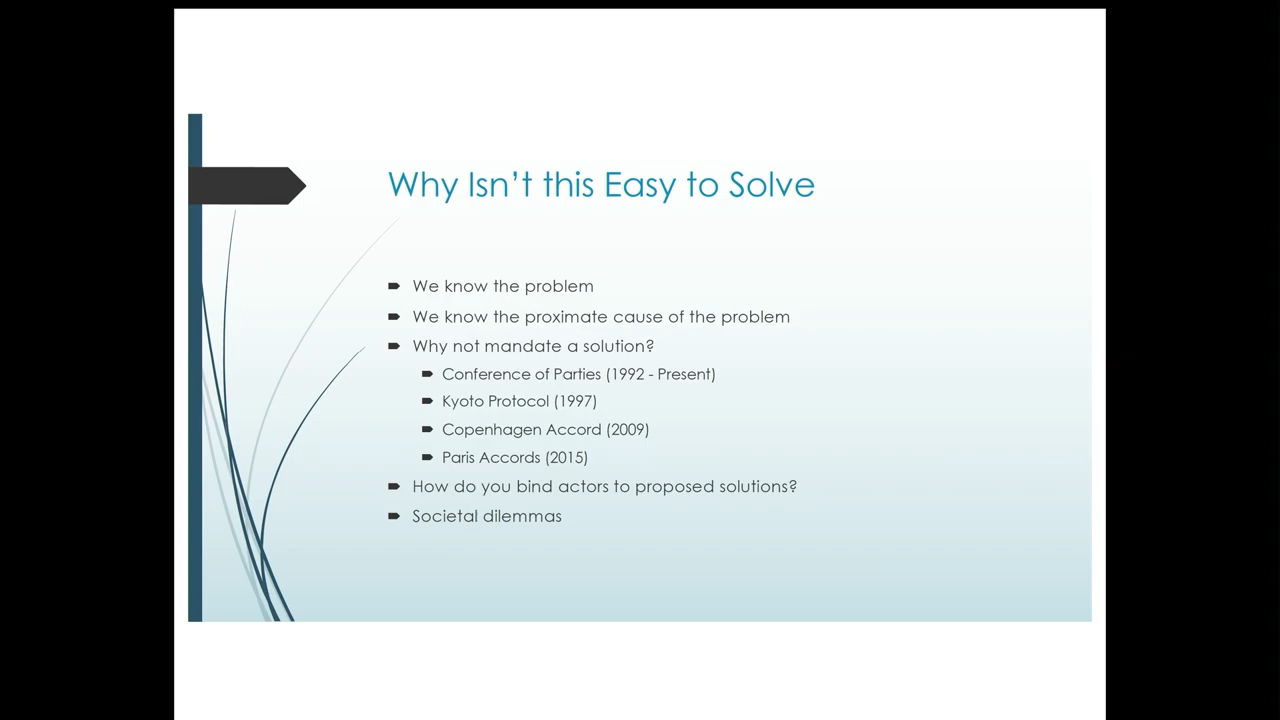 Why Isn’t this Easy to Solve
We know the problem
We know the proximate cause of the problem
Why not mandate a solution?
Conference of Parties (1992 - Present)
Kyoto Protocol (1997)
Copenhagen Accord (2009)
Paris Accords (2015)
How do you bind actors to proposed solutions?
Societal dilemmas